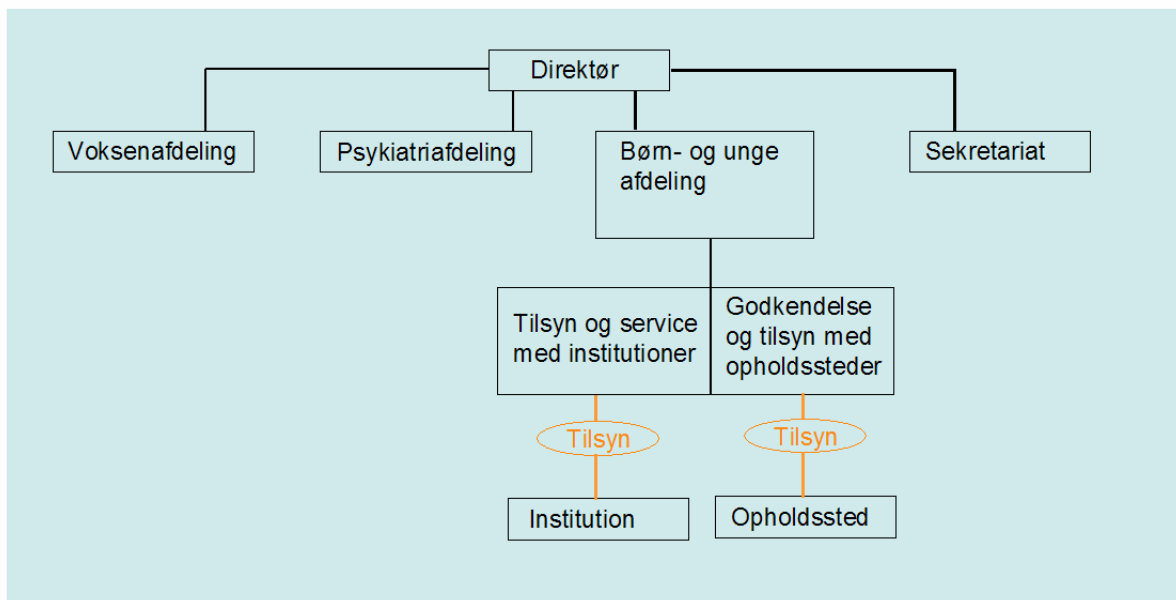 Direktør
Voksenafdeling
Psykiatriafdeling
Børn- og unge
afdeling
Sekretariat
Tilsyn og service
med institutioner
Godkendelse
og tilsyn med
opholdssteder
Tilsyn
Tilsyn
Institution
Opholdssted